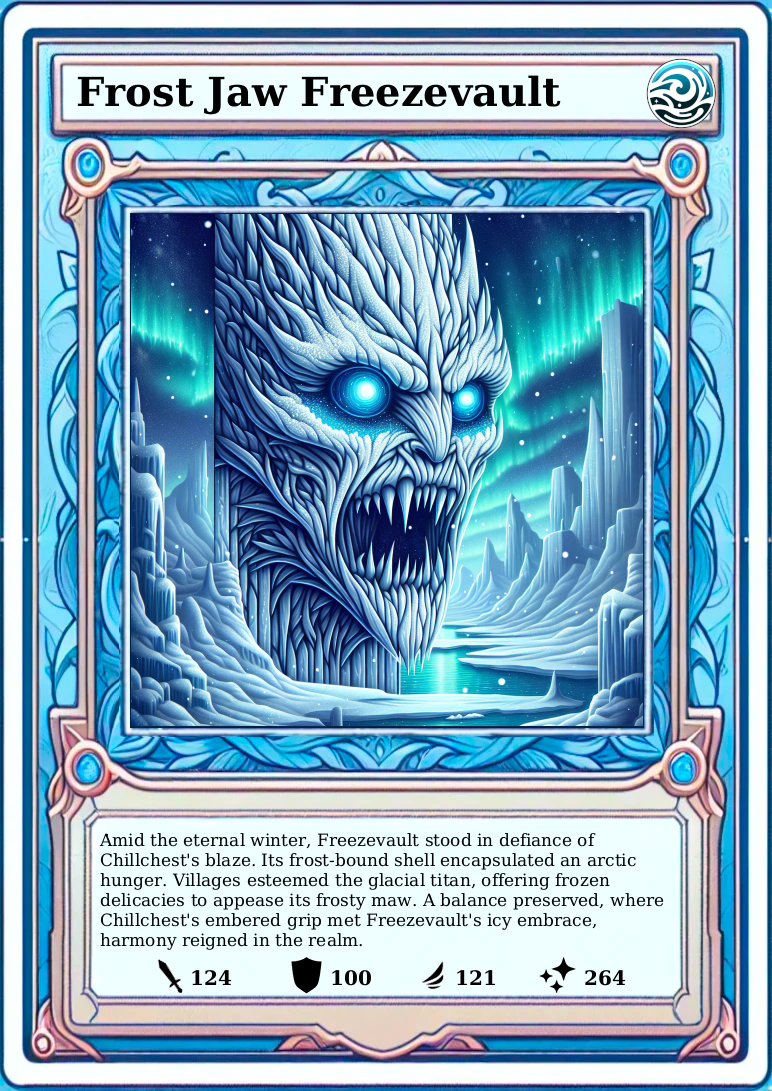 Frost Jaw Freezevault
Amid the eternal winter, Freezevault stood in defiance of
Chillchest's blaze. Its frost-bound shell encapsulated an arctic
hunger. Villages esteemed the glacial titan, offering frozen
delicacies to appease its frosty maw. A balance preserved, where
Chillchest's embered grip met Freezevault's icy embrace,
harmony reigned in the realm.
124 100 121 264